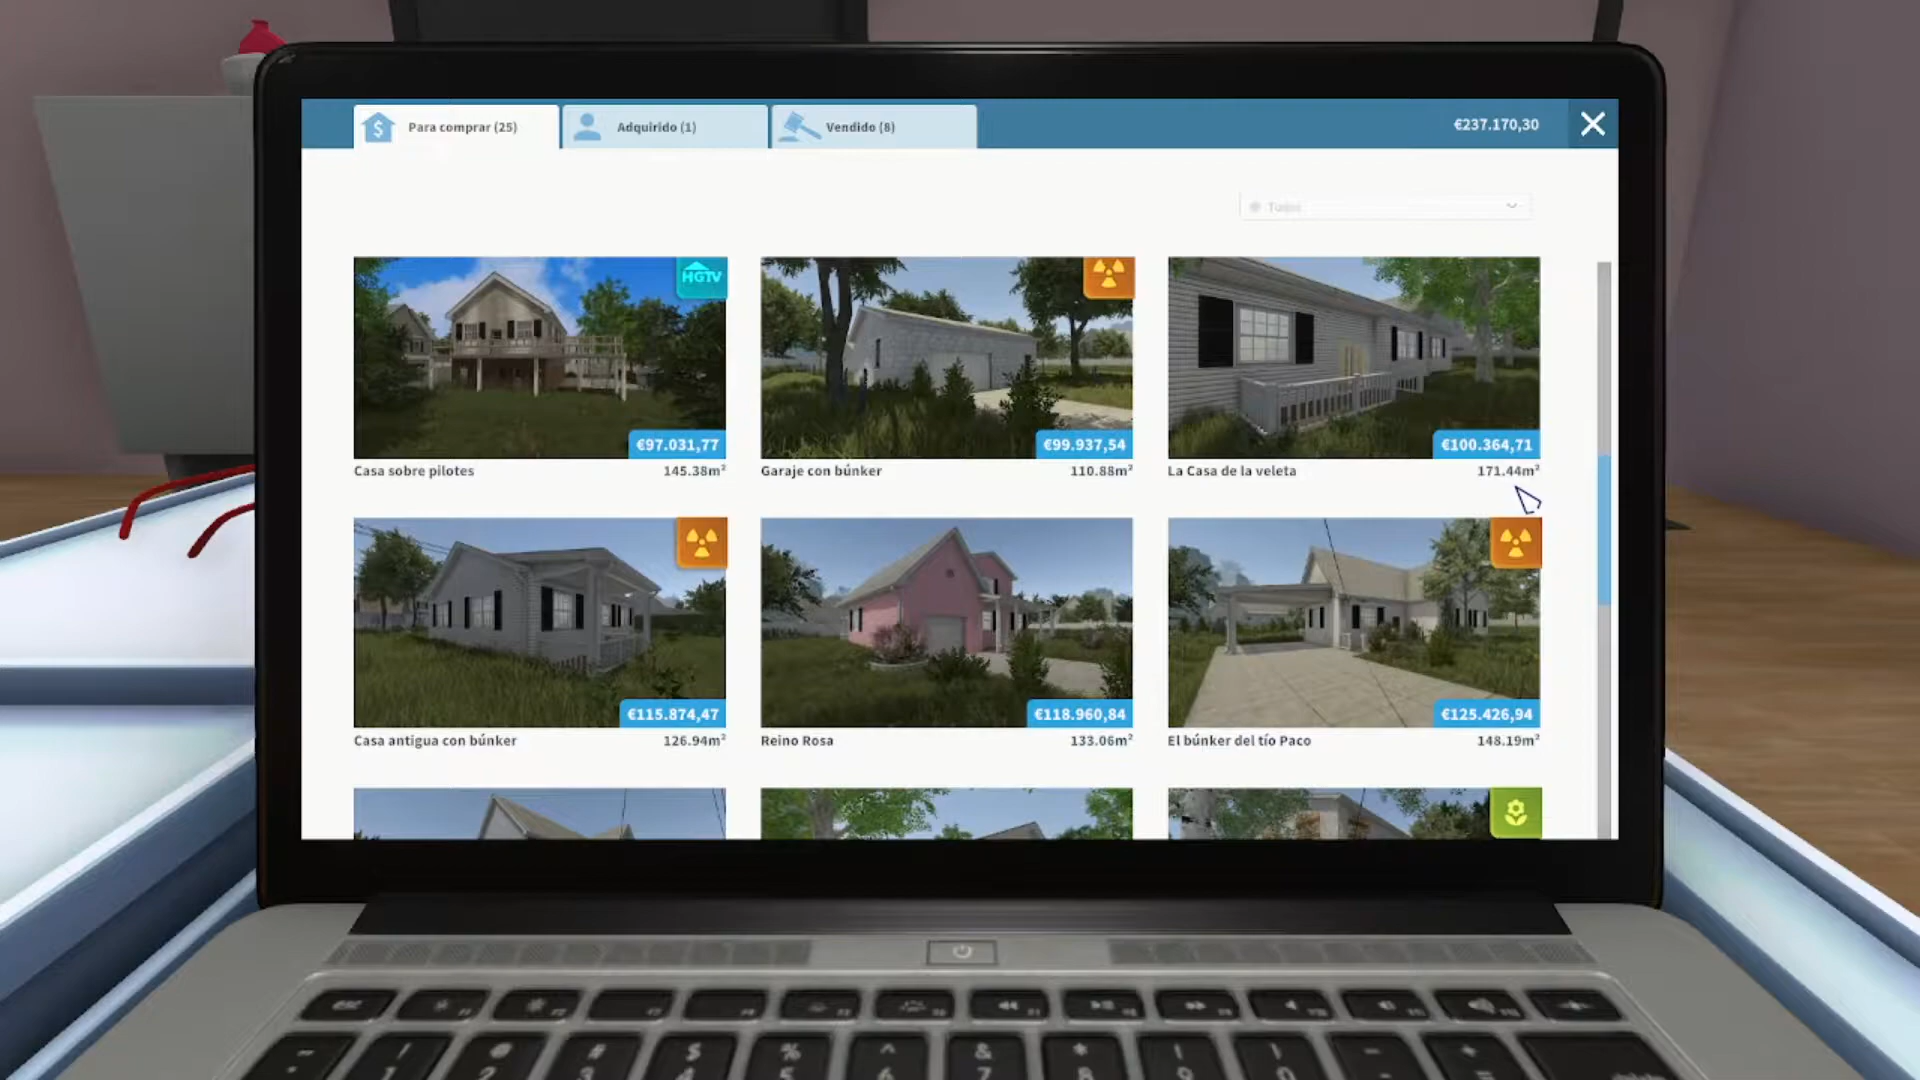 Para comprar (25)
Adquirido (1)
Vendido (8)
€237.170,30
Todos
HGTV
€97.031,77
€99.937,54
€100.364,71
Casa sobre pilotes
145.38m²
Garaje con búnker
110.88m²
La Casa de la veleta
171.44m²
€115.874,47
€118.960,84
€125.426,94
Casa antigua con búnker
126.94m²
Reino Rosa
133.06m²
El búnker del tío Paco
148.19m²
esc